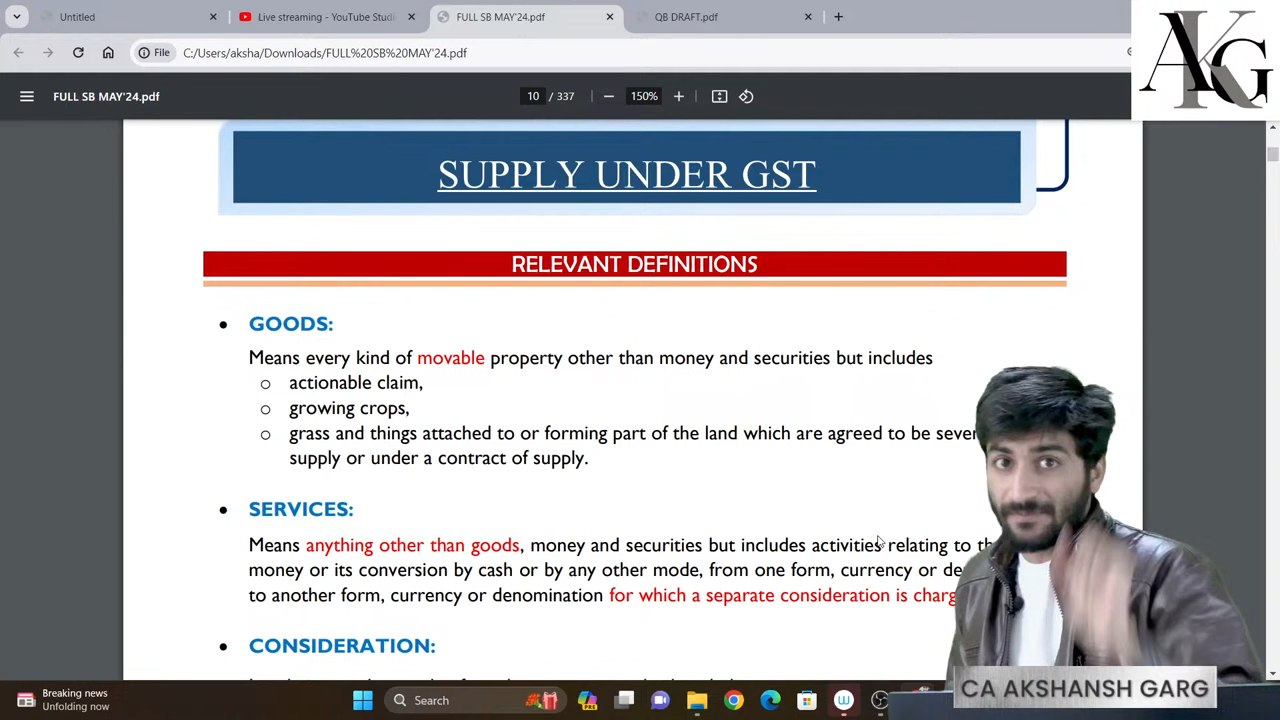 Untitled
Live streaming - YouTube Stud
FULL SB MAY'24.pdf
QB DRAFT.pdf
File
C:/Users/aksha/Downloads/FULL%20SB%20MAY'24.pdf
AKG
FULL SB MAY'24.pdf
10 / 337
150%
SUPPLY UNDER GST
RELEVANT DEFINITIONS
• GOODS:
Means every kind of movable property other than money and securities but includes
o actionable claim,
o growing crops,
o grass and things attached to or forming part of the land which are agreed to be sever
supply or under a contract of supply.
• SERVICES:
Means anything other than goods, money and securities but includes activities relating to th
money or its conversion by cash or by any other mode, from one form, currency or de
to another form, currency or denomination for which a separate consideration is charg
• CONSIDERATION:
CA AKSHANSH GARG
Breaking news
Unfolding now
Search
PRE